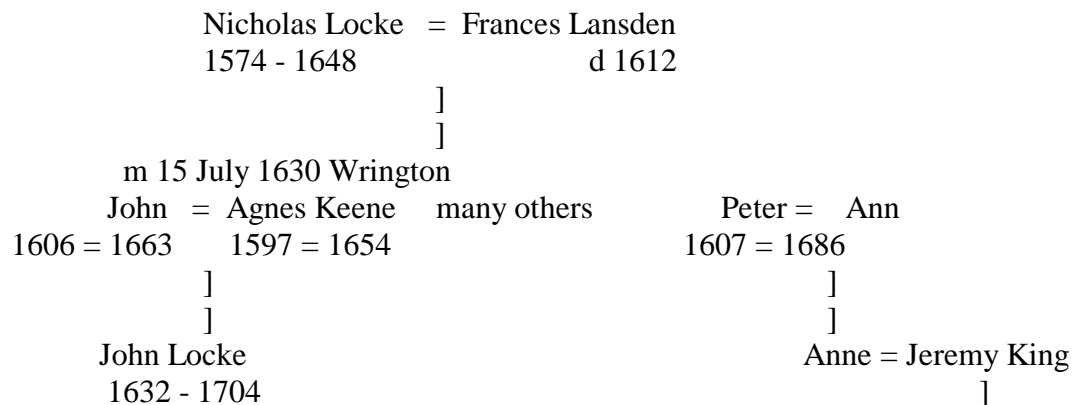 Nicholas Locke = Frances Lansden
1574 - 1648 d 1612
]
]
m 15 July 1630 Wrington
John = Agnes Keene many others Peter = Ann
1606 = 1663 1597 = 1654 1607 = 1686
] ]
] ]
John Locke Anne = Jeremy King
1632 - 1704 ]